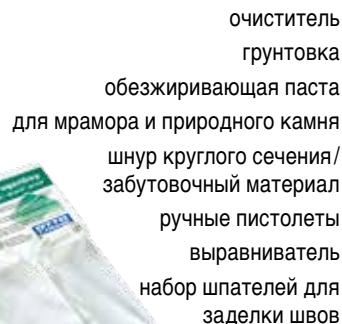 очиститель
грунтовка
обезжиривающая паста
для мрамора и природного камня
шнур круглого сечения/
забутовочный материал
ручные пистолеты
выравниватель
набор шпателей для
заделки швов